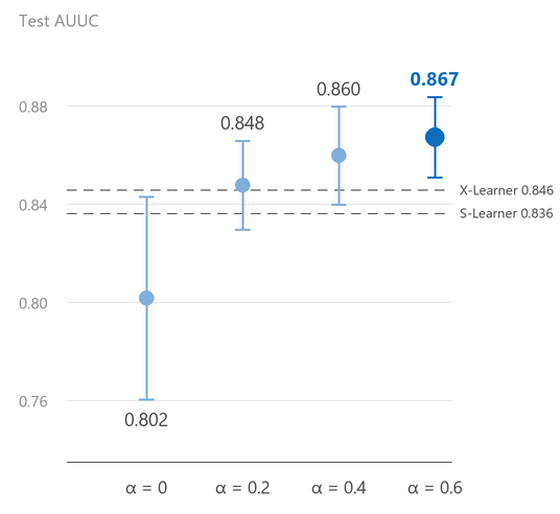 Test AUUC
0.867
0.860
0.88
0.848
X-Learner 0.846
0.84
S-Learner 0.836
0.80
0.76
0.802
α = 0 α = 0.2 α = 0.4 α = 0.6